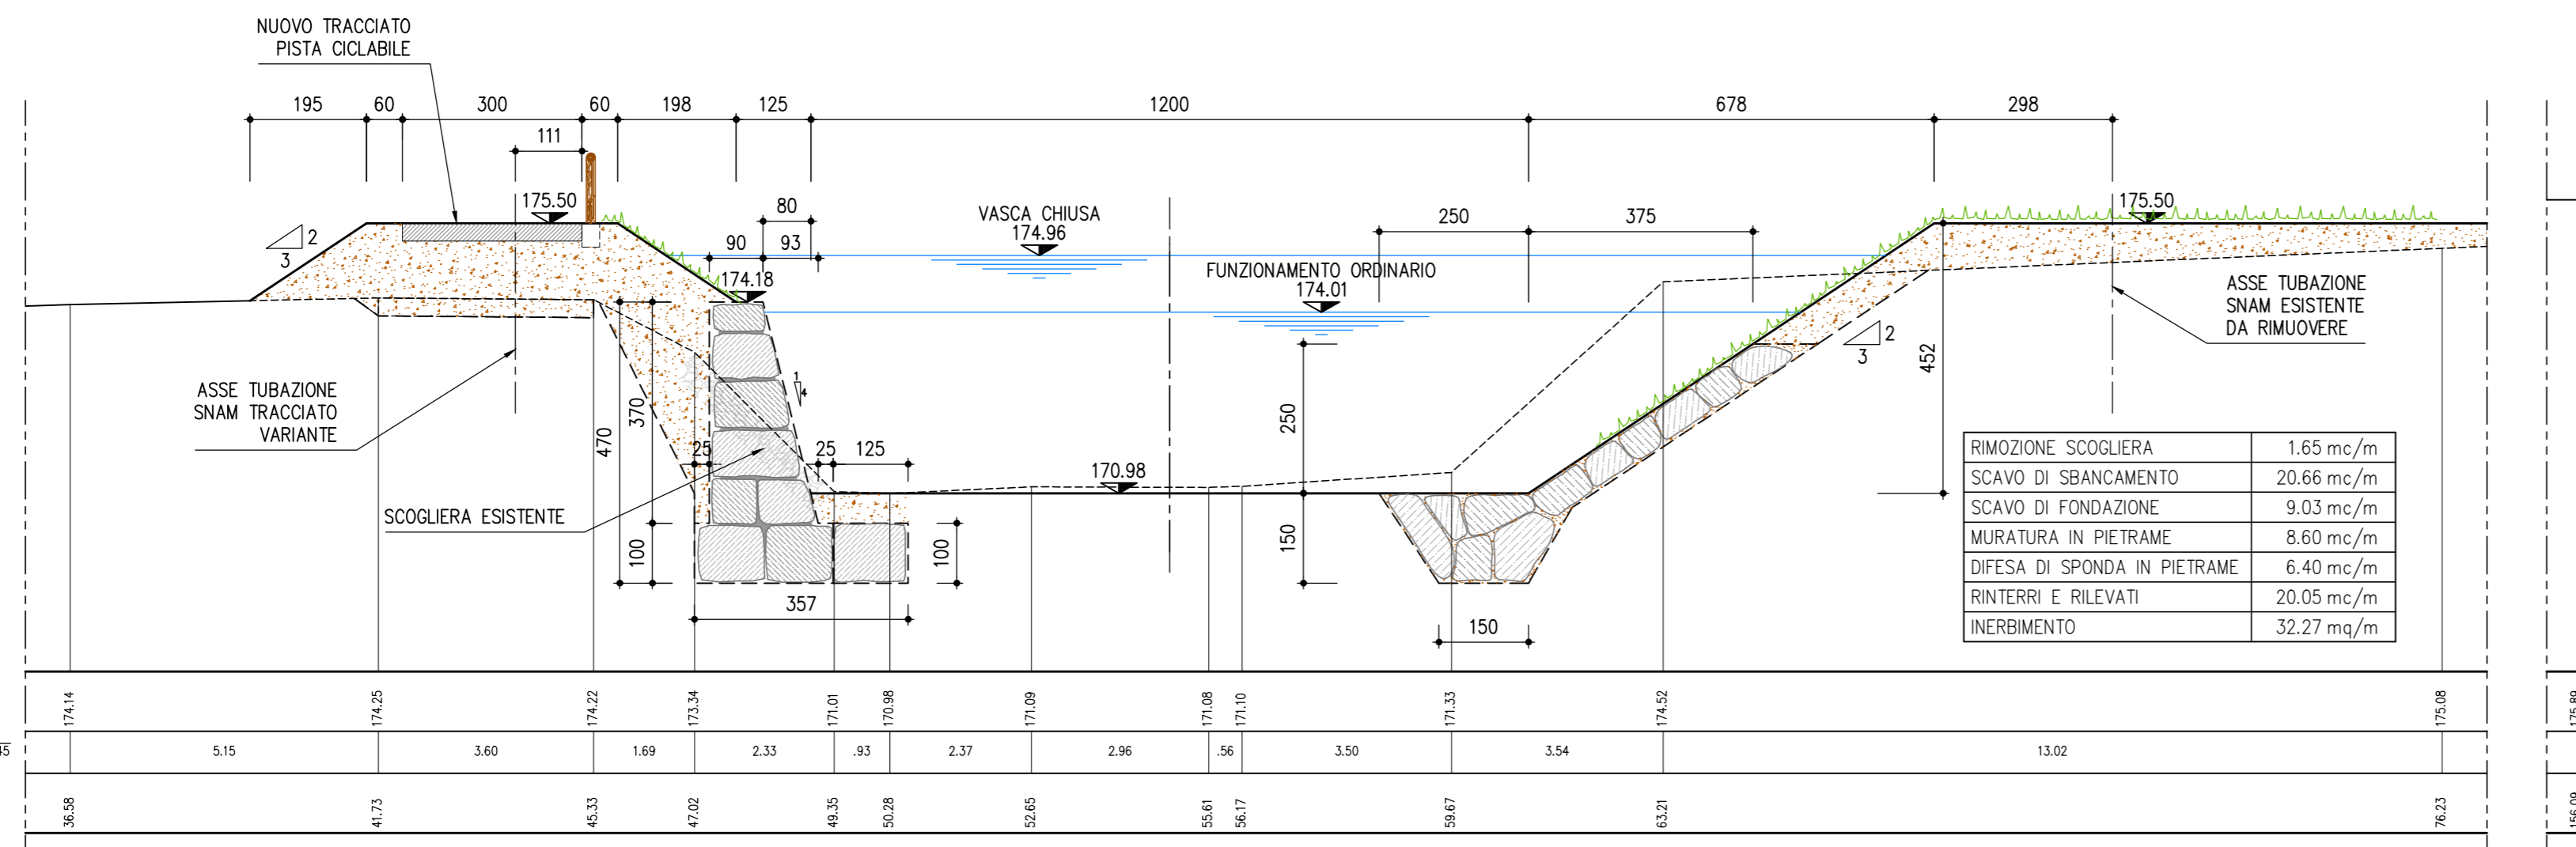 NUOVO TRACCIATO
PISTA CICLABILE
195 60 300 60 198 125 1200 678 298
111
175.50
80
VASCA CHIUSA
174.96
250 375
175.50
2
3
90 93
174.18
FUNZIONAMENTO ORDINARIO
174.01
ASSE TUBAZIONE
SNAM ESISTENTE
DA RIMUOVERE
2
3
452
ASSE TUBAZIONE
SNAM TRACCIATO
VARIANTE
1
4
470
370
250
25 25 125
170.98
SCOGLIERA ESISTENTE
100
100
150
357
150
RIMOZIONE SCOGLIERA 1.65 mc/m
SCAVO DI SBANCAMENTO 20.66 mc/m
SCAVO DI FONDAZIONE 9.03 mc/m
MURATURA IN PIETRAME 8.60 mc/m
DIFESA DI SPONDA IN PIETRAME 6.40 mc/m
RINTERRI E RILEVATI 20.05 mc/m
INERBIMENTO 32.27 mq/m
174.14 174.25 174.22 173.34 171.01 170.98 171.09 171.08 171.10 171.33 174.52 175.08 175.89
5.15 3.60 1.69 2.33 .93 2.37 2.96 .56 3.50 3.54 13.02
36.58 41.73 45.33 47.02 49.35 50.28 52.65 55.61 56.17 59.67 63.21 76.23 156.09